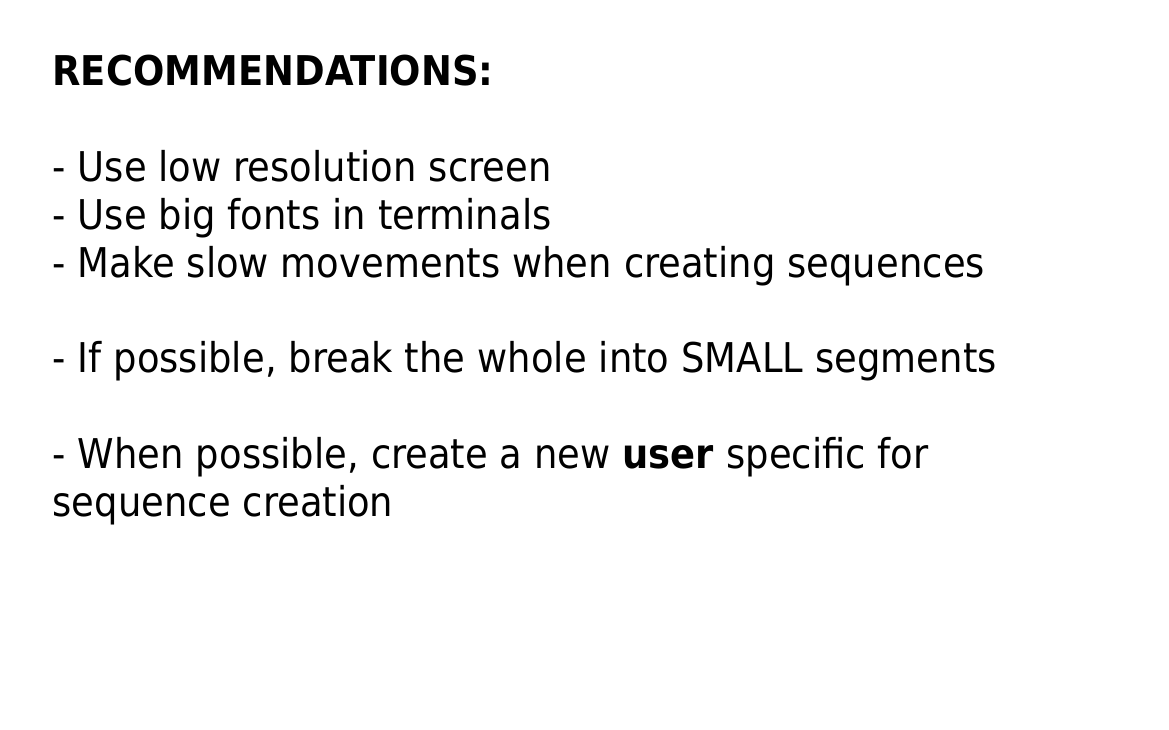 RECOMMENDATIONS:
- Use low resolution screen
- Use big fonts in terminals
- Make slow movements when creating sequences
- If possible, break the whole into SMALL segments
- When possible, create a new user specific for
sequence creation